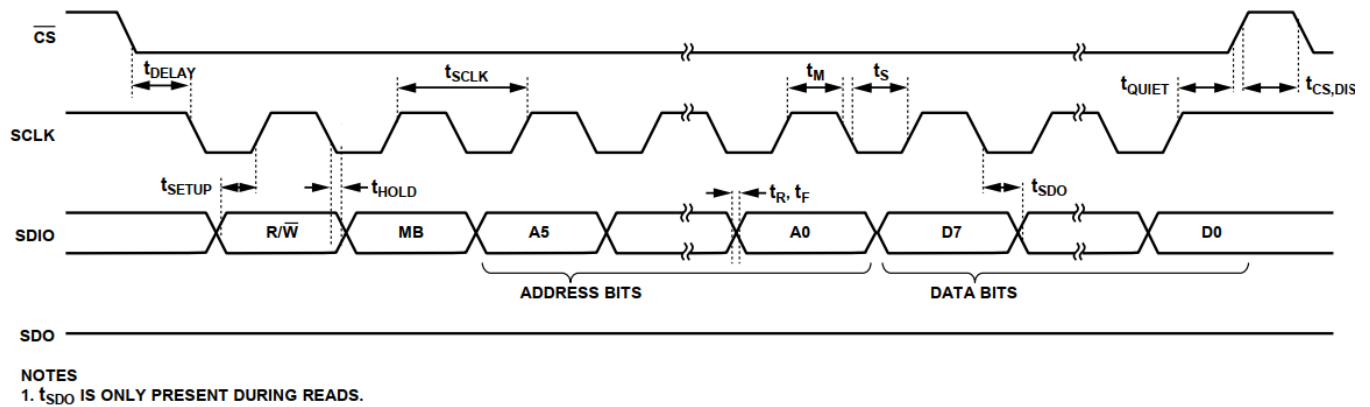 CS
tDELAY
tSCLK
tM
tS
tQUIET
tCS,DIS
SCLK
tSETUP
tHOLD
tR, tF
tSDO
SDIO
R/W
MB
A5
A0
D7
D0
ADDRESS BITS
DATA BITS
SDO
NOTES
1. tSDO IS ONLY PRESENT DURING READS.